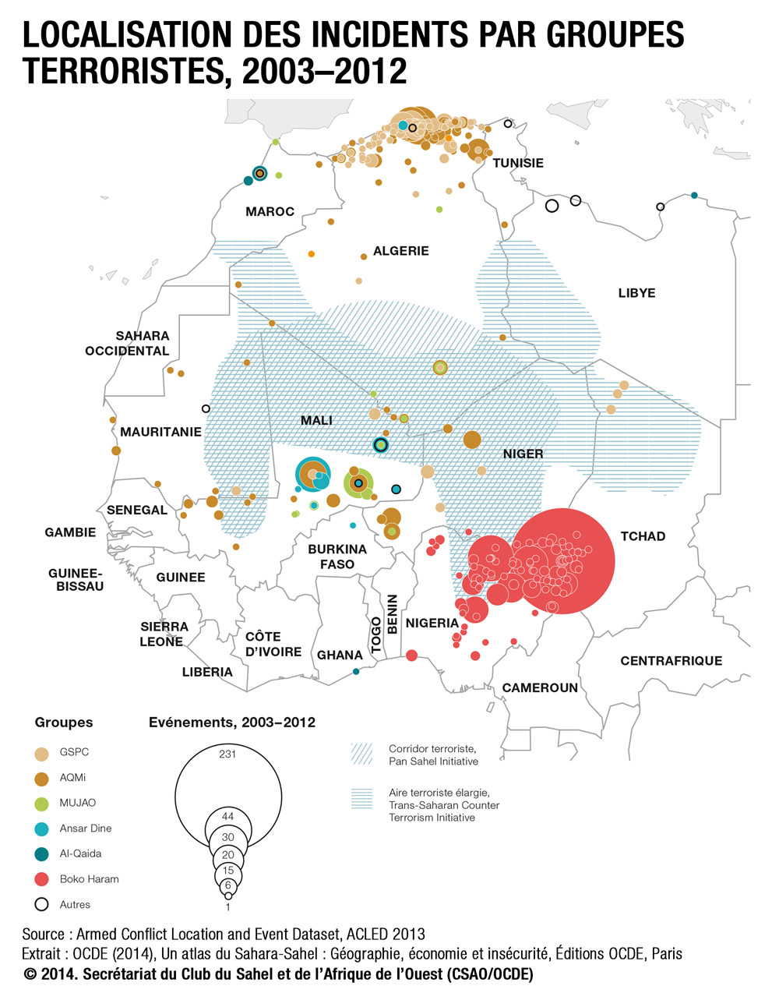 LOCALISATION DES INCIDENTS PAR GROUPES
TERRORISTES, 2003–2012
TUNISIE
MAROC
ALGERIE
LIBYE
SAHARA
OCCIDENTAL
MALI
MAURITANIE
NIGER
SENEGAL
GAMBIE
TCHAD
BURKINA
FASO
GUINEE-
BISSAU
GUINEE
BENIN
NIGERIA
TOGO
SIERRA
LEONE
CÔTE
D'IVOIRE
GHANA
CENTRAFRIQUE
LIBERIA
CAMEROUN
Groupes
GSPC
AQMi
MUJAO
Ansar Dine
Al-Qaida
Boko Haram
Autres
Evénements, 2003–2012
231
44
30
20
15
6
1
Corridor terroriste,
Pan Sahel Initiative
Aire terroriste élargie,
Trans-Saharan Counter
Terrorism Initiative
Source : Armed Conflict Location and Event Dataset, ACLED 2013
Extrait : OCDE (2014), Un atlas du Sahara-Sahel : Géographie, économie et insécurité, Éditions OCDE, Paris
© 2014. Secrétariat du Club du Sahel et de l'Afrique de l'Ouest (CSAO/OCDE)